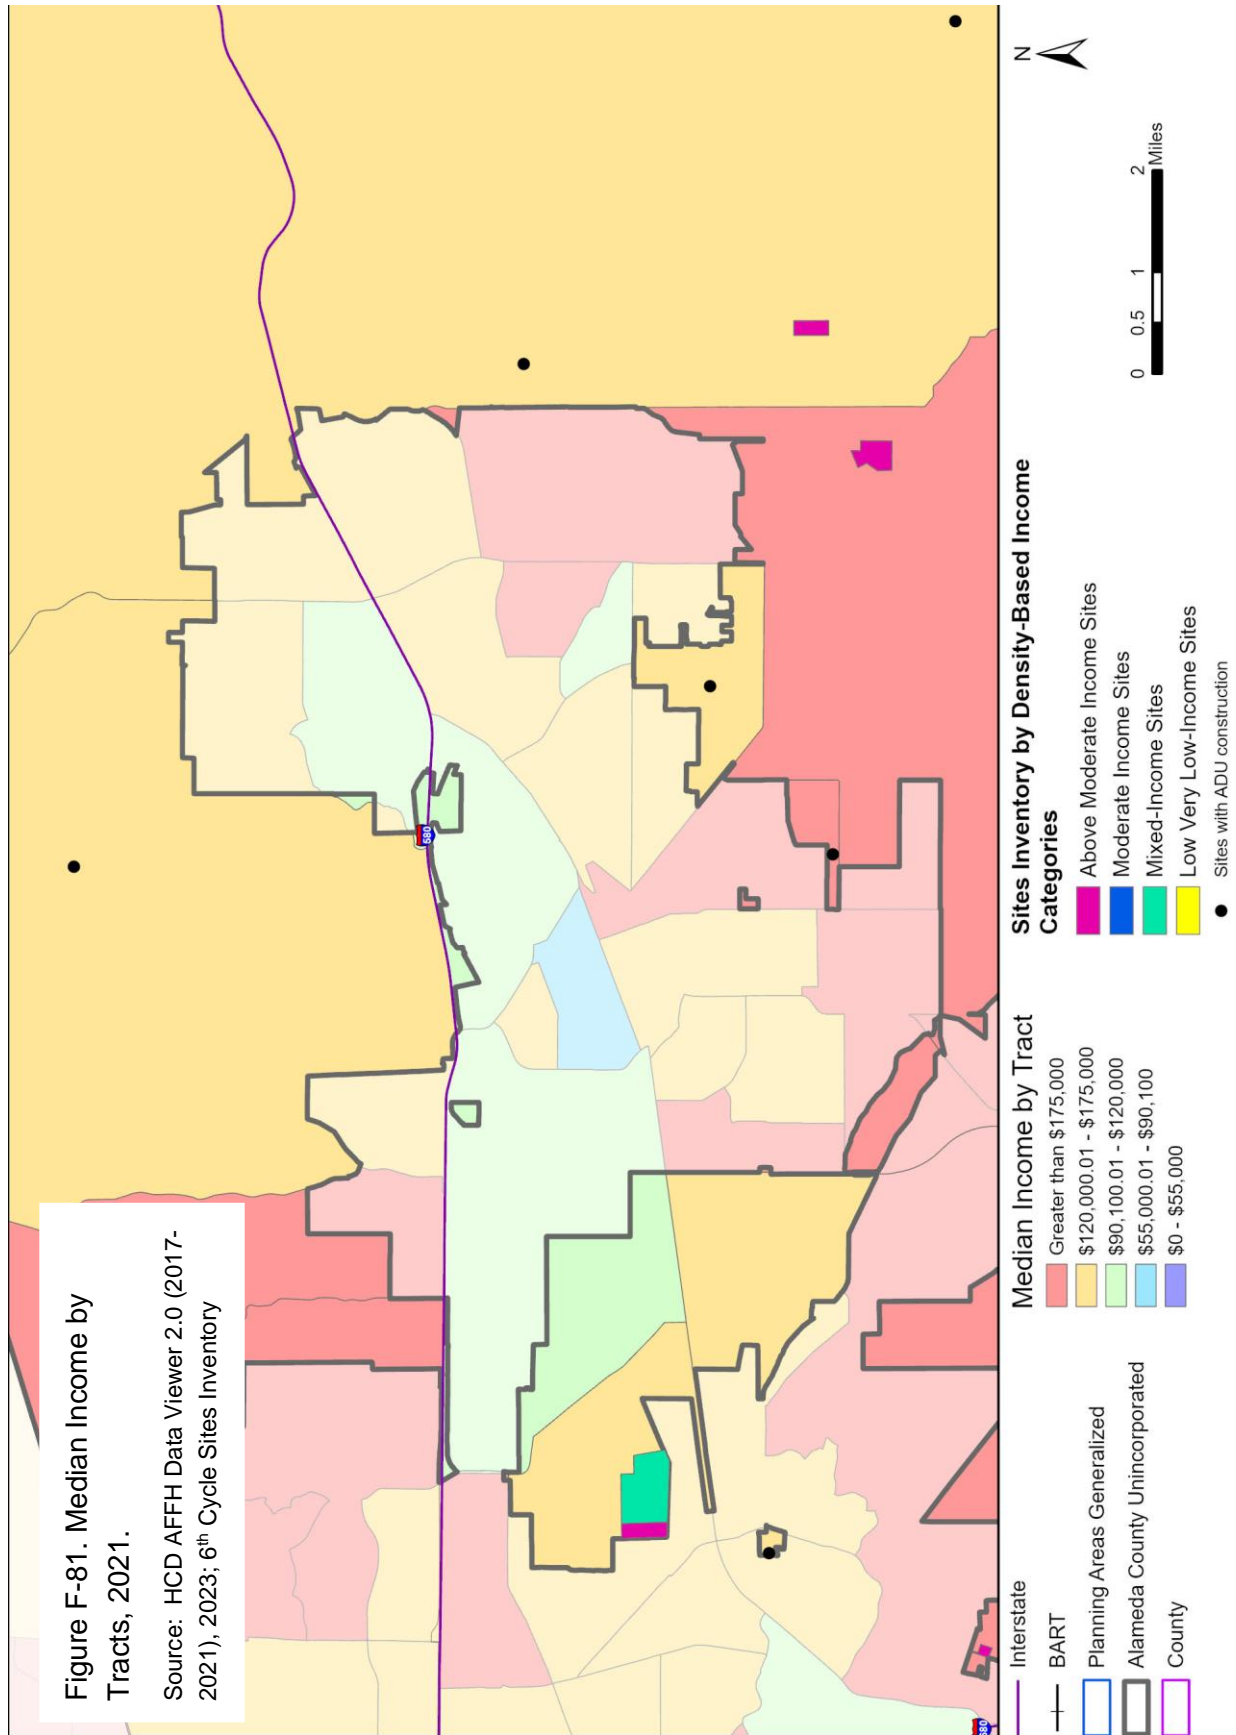 Figure F-81. Median Income by
Tracts, 2021.
Source: HCD AFFH Data Viewer 2.0 (2017-
2021), 2023; 6th Cycle Sites Inventory
580
680
N
0 0.5 1 2
Miles
Interstate
BART
Planning Areas Generalized
Alameda County Unincorporated
County
Median Income by Tract
Greater than $175,000
$120,000.01 - $175,000
$90,100.01 - $120,000
$55,000.01 - $90,100
$0 - $55,000
Sites Inventory by Density-Based Income
Categories
Above Moderate Income Sites
Moderate Income Sites
Mixed-Income Sites
Low Very Low-Income Sites
Sites with ADU construction